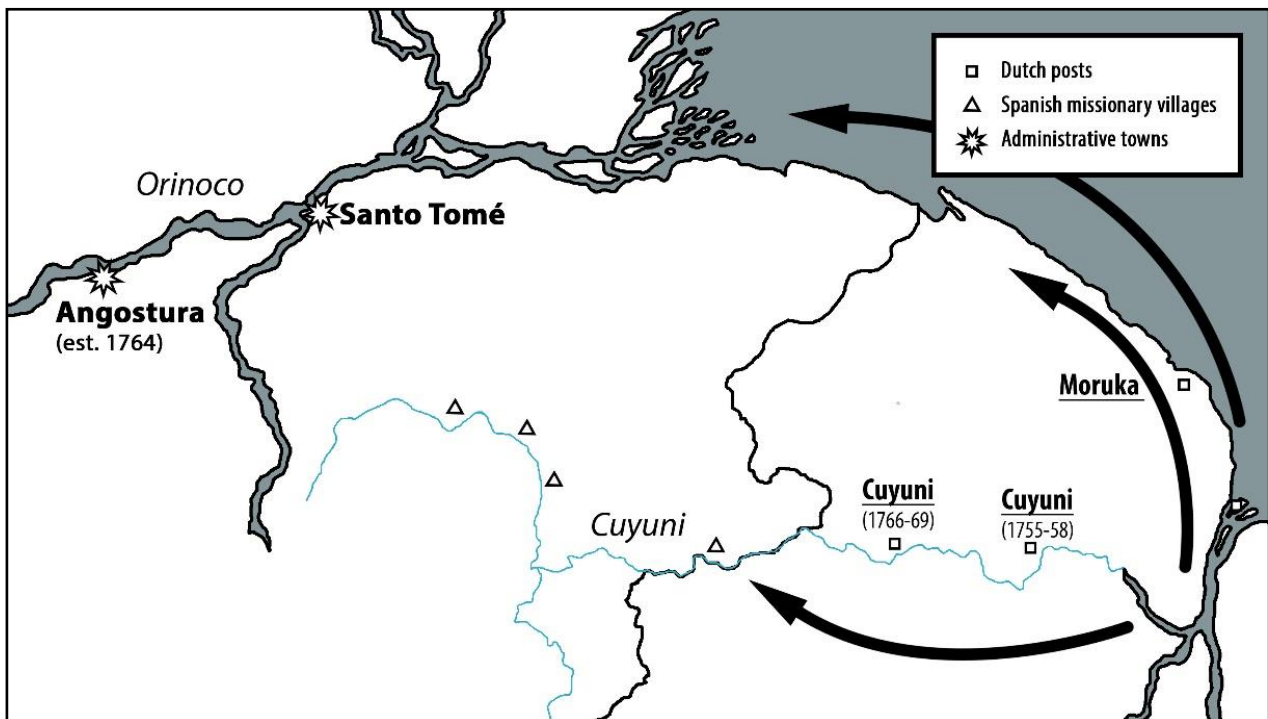 Dutch posts
Spanish missionary villages
Administrative towns
Orinoco
Santo Tomé
Angostura
(est. 1764)
Moruka
Cuyuni
(1766-69)
Cuyuni
(1755-58)
Cuyuni